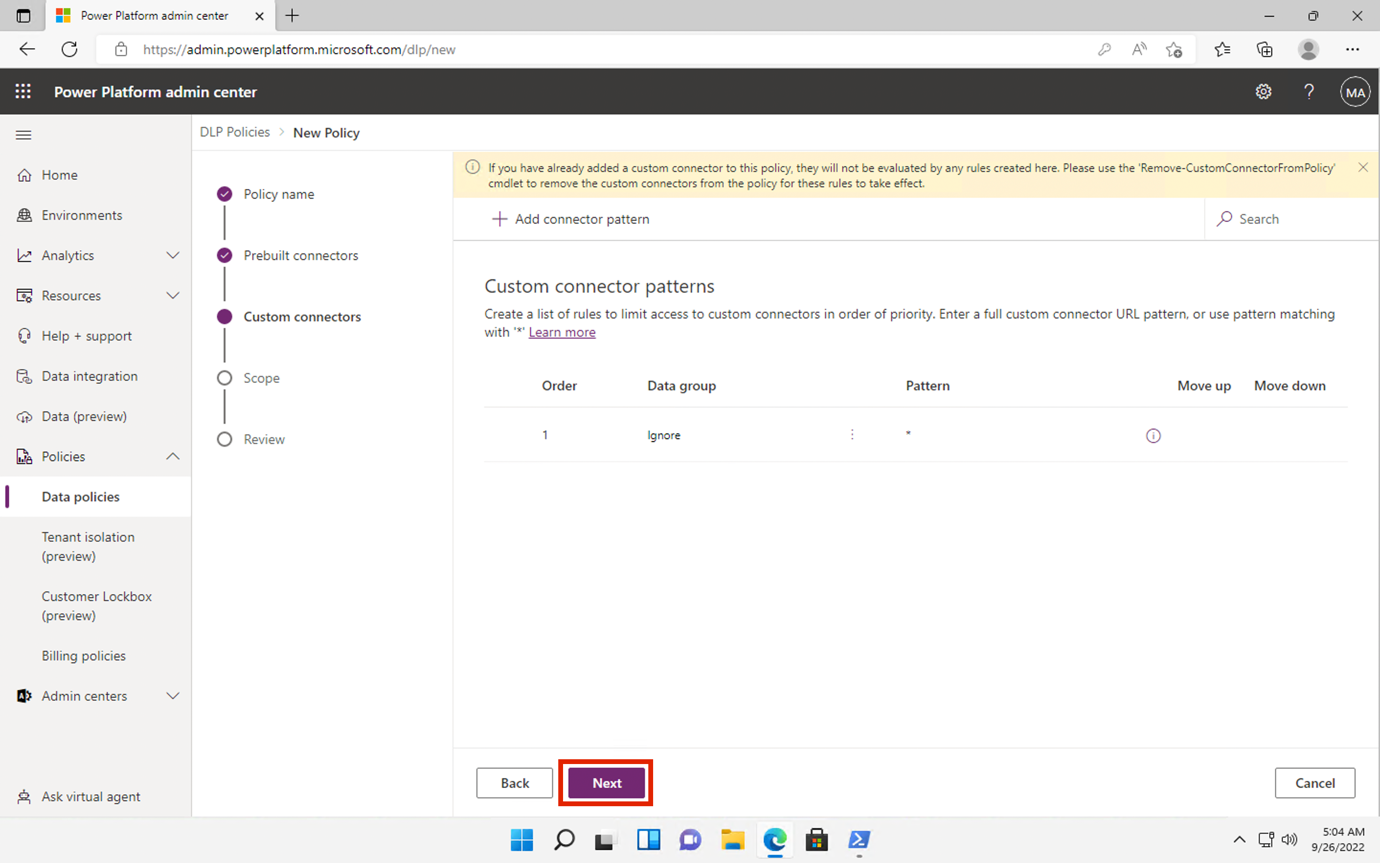 Power Platform admin center
https://admin.powerplatform.microsoft.com/dlp/new
Power Platform admin center
?
MA
DLP Policies > New Policy
Home
Environments
Analytics
Resources
Help + support
Data integration
Data (preview)
Policies
Data policies
Tenant isolation
(preview)
Customer Lockbox
(preview)
Billing policies
Admin centers
Ask virtual agent
Policy name
Prebuilt connectors
Custom connectors
Scope
Review
If you have already added a custom connector to this policy, they will not be evaluated by any rules created here. Please use the 'Remove-CustomConnectorFromPolicy'
cmdlet to remove the custom connectors from the policy for these rules to take effect.
Add connector pattern
Search
Custom connector patterns
Create a list of rules to limit access to custom connectors in order of priority. Enter a full custom connector URL pattern, or use pattern matching
with '*' Learn more
Order Data group Pattern Move up Move down
1 Ignore *
Back Next Cancel
5:04 AM
9/26/2022